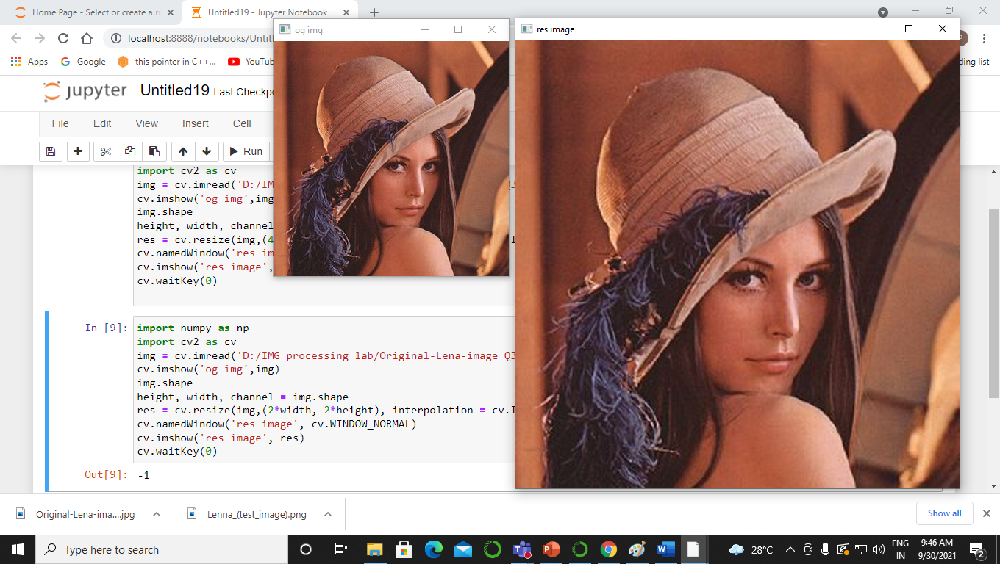 Home Page - Select or create a n
Untitled19 - Jupyter Notebook
localhost:8888/notebooks/Untit
Apps
Google
this pointer in C++...
YouTub
ding list
og img
res image
jupyter
Untitled19 Last Checkpo
File Edit View Insert Cell
Run
import cv2 as cv
img = cv.imread('D:/IM
cv.imshow('og img',img
img.shape
height, width, channel
res = cv.resize(img,(4
cv.namedWindow('res im
cv.imshow('res image',
cv.waitKey(0)
In [9]:
import numpy as np
import cv2 as cv
img = cv.imread('D:/IMG processing lab/Original-Lena-image_Q3
cv.imshow('og img',img)
img.shape
height, width, channel = img.shape
res = cv.resize(img,(2*width, 2*height), interpolation = cv.I
cv.namedWindow('res image', cv.WINDOW_NORMAL)
cv.imshow('res image', res)
cv.waitKey(0)
Out[9]: -1
Original-Lena-ima....jpg
Lenna_(test_image).png
Show all
Type here to search
28°C
ENG
IN
9:46 AM
9/30/2021
2